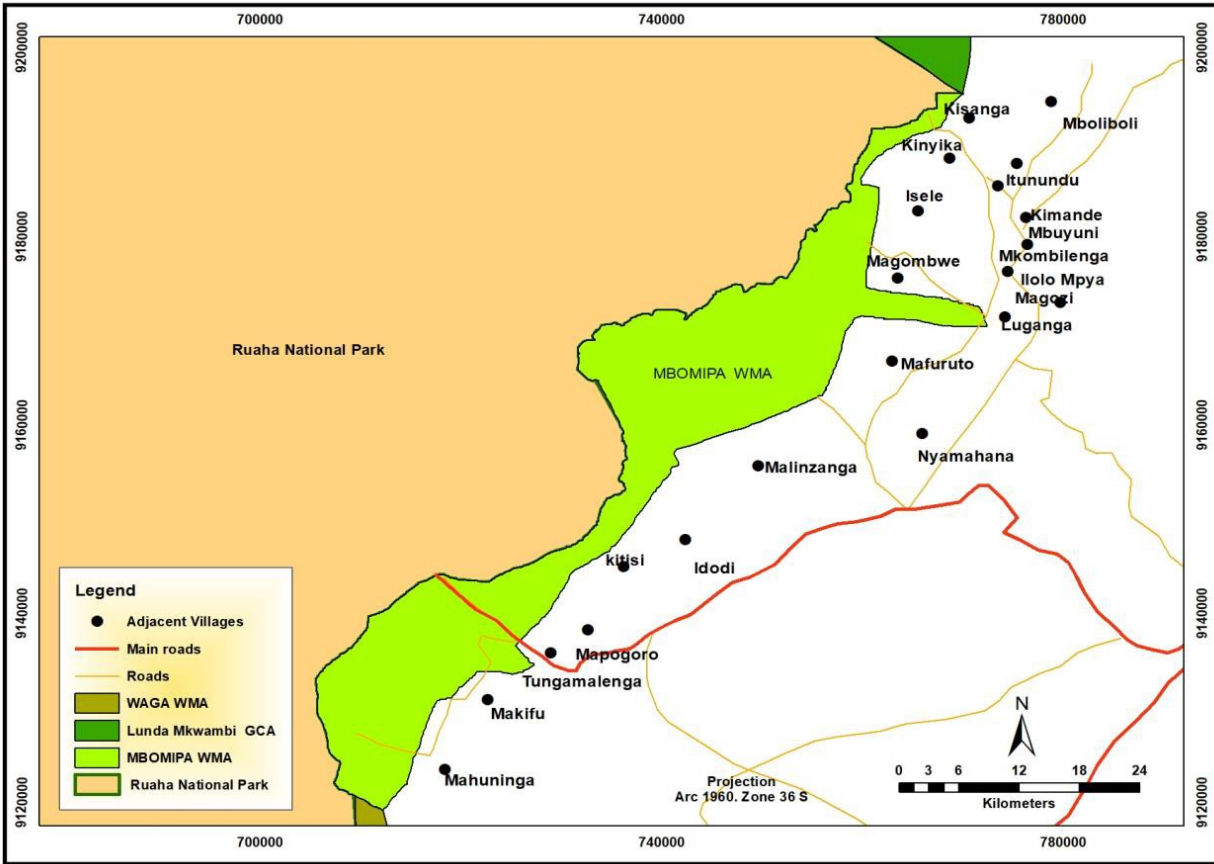 700000
740000
780000
9200000
9200000
Kisanga
Mboliboli
Kinyika
Itunundu
Isele
Kimande
Mbuyuni
9180000
9180000
Magombwe
Mkombilenga
Ilolo Mpya
Magozi
Luganga
Ruaha National Park
MBOMIPA WMA
Mafuruto
9160000
9160000
Nyamahana
Malinzanga
kitisi
Idodi
Legend
Adjacent Villages
Main roads
Roads
WAGA WMA
Lunda Mkwambi GCA
MBOMIPA WMA
Ruaha National Park
9140000
9140000
Mapogoro
Tungamalenga
Makifu
Mahuninga
N
Projection
Arc 1960. Zone 36 S
0 3 6 12 18 24
Kilometers
9120000
9120000
700000
740000
780000